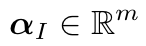 𝜶_I ∈ ℝ^m